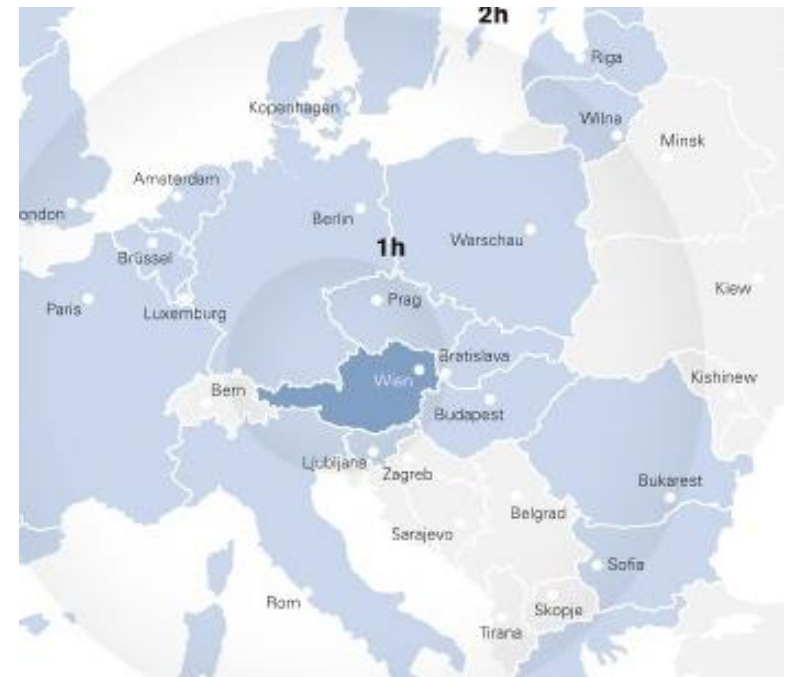 2h
Riga
Kopenhagen
Wilna
Minsk
Amsterdam
ondon
Berlin
Warschau
1h
Brüssel
Kiew
Prag
Paris
Luxemburg
Bratislava
Wien
Kishinew
Bern
Budapest
Ljubljana
Zagreb
Bukarest
Belgrad
Sarajevo
Sofia
Rom
Skopje
Tirana